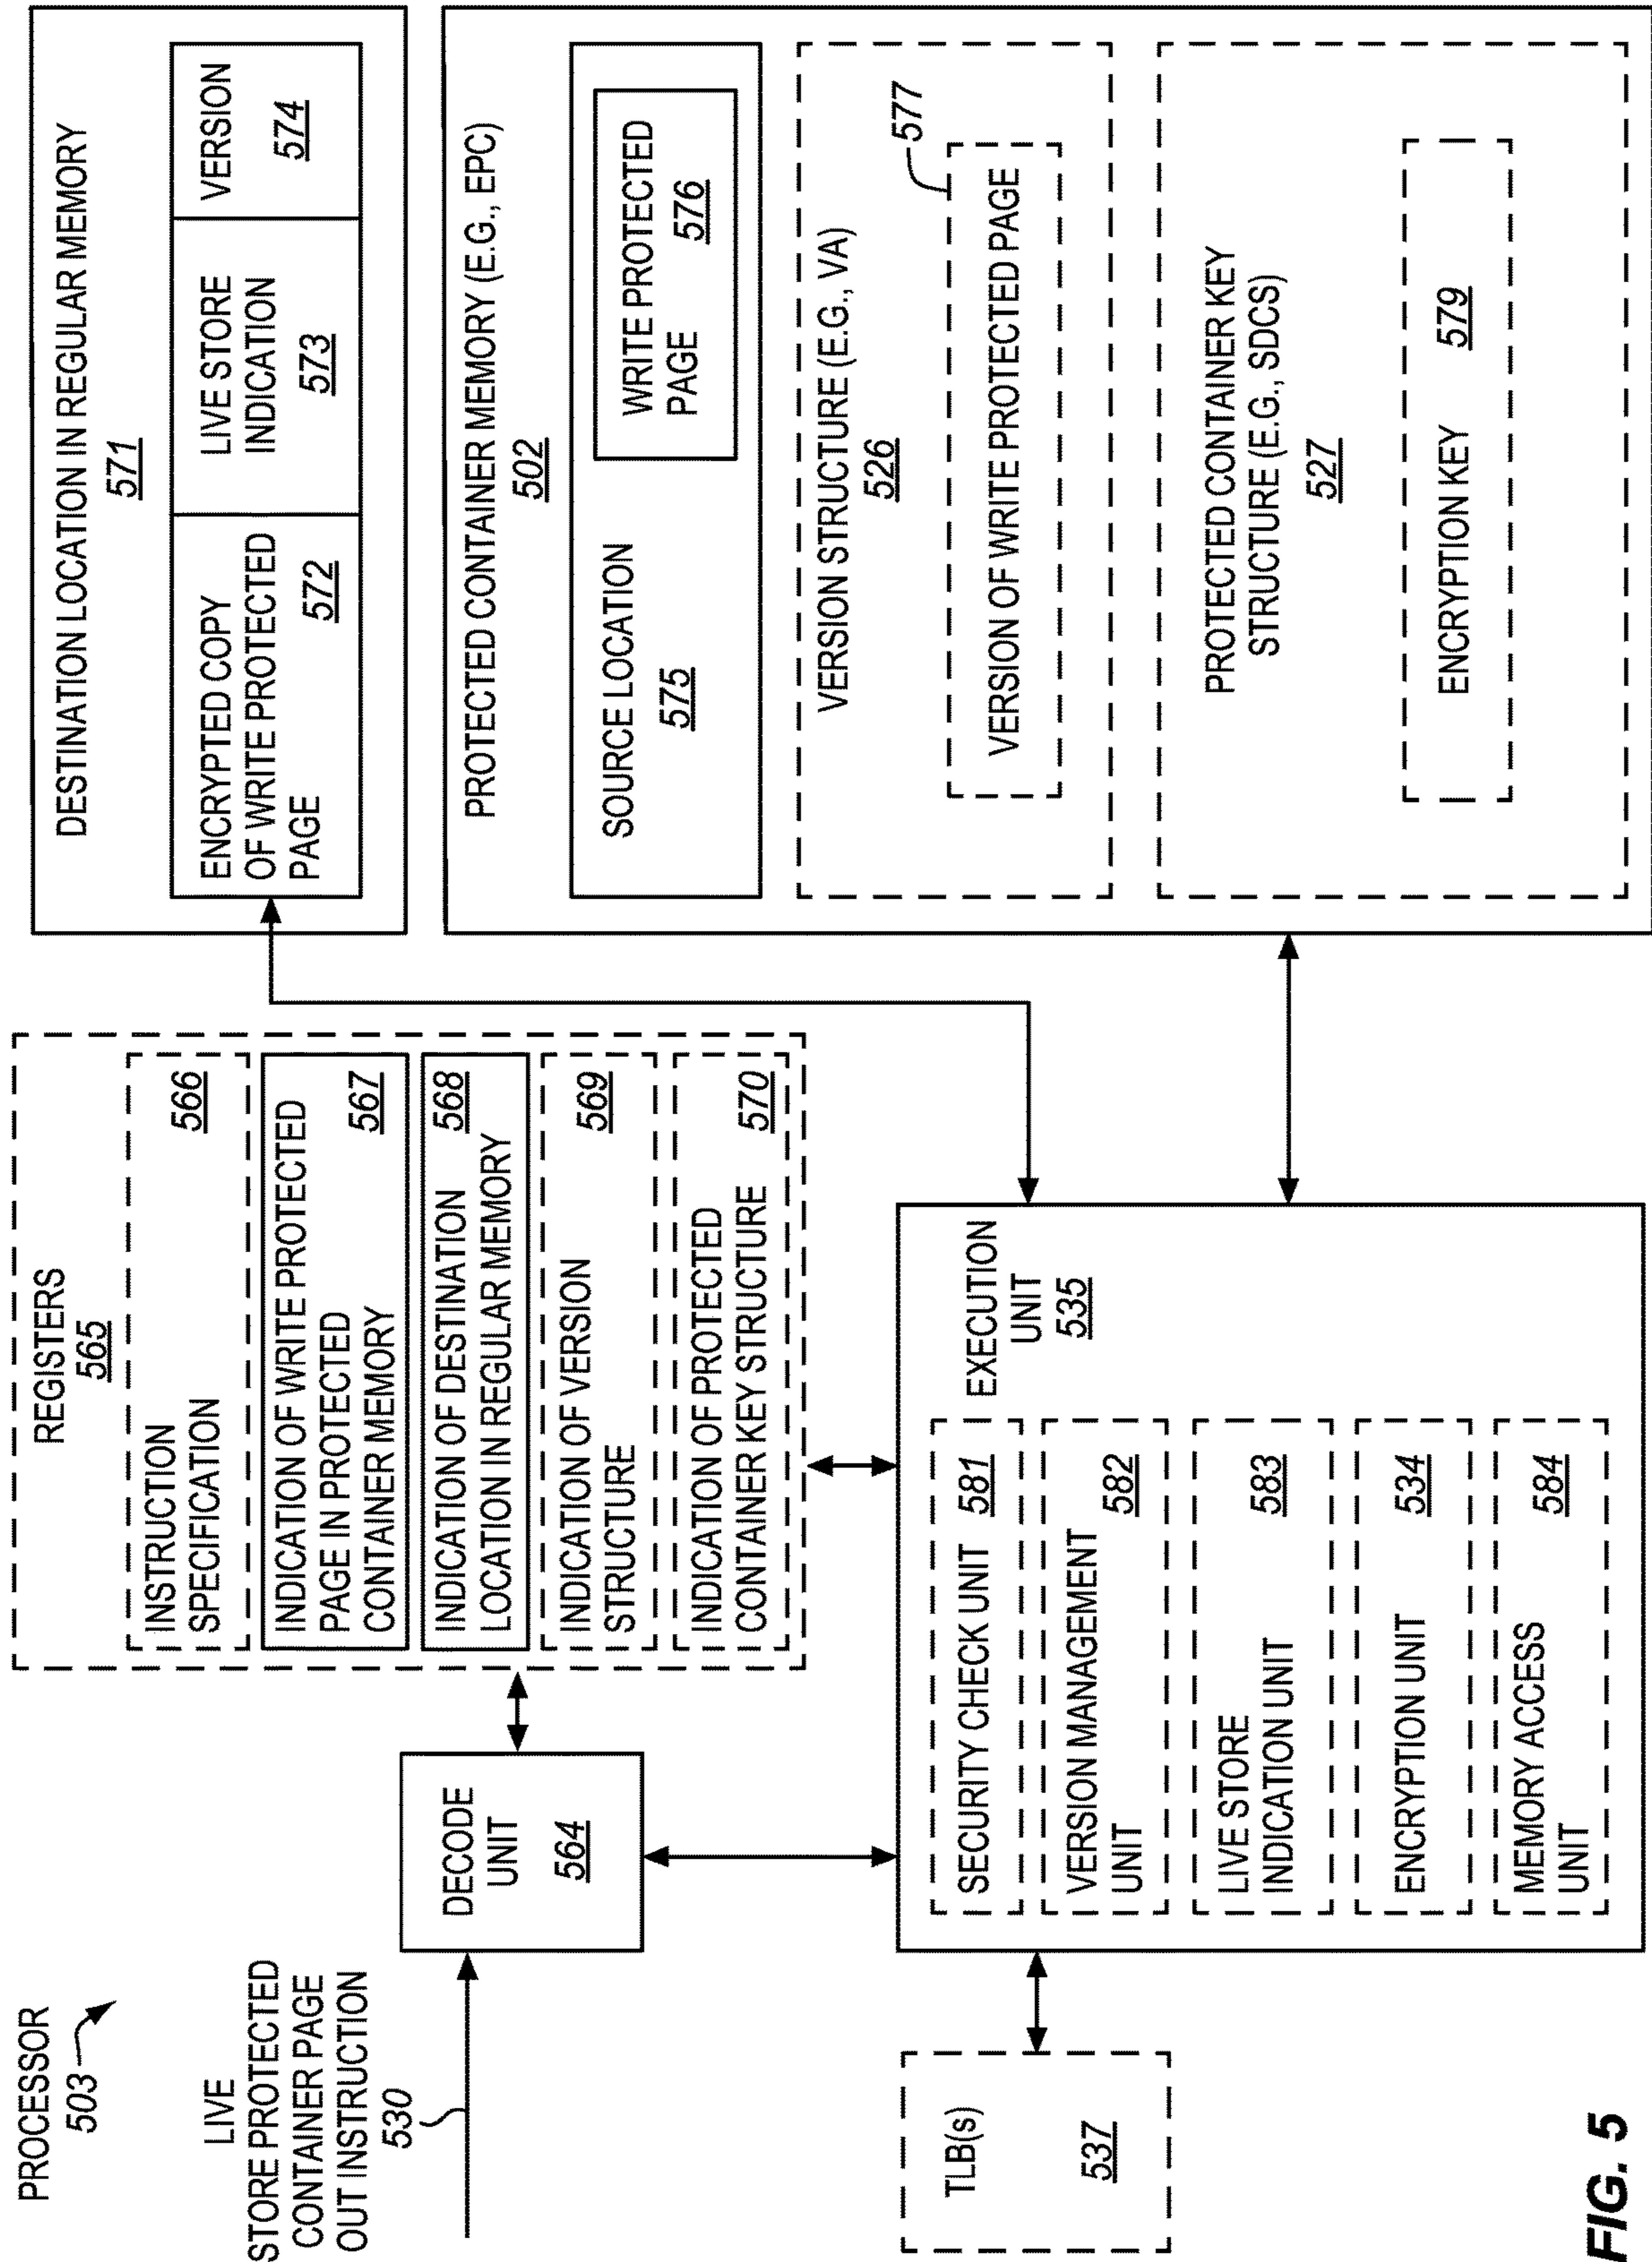 PROCESSOR
503
LIVE
STORE PROTECTED
CONTAINER PAGE
OUT INSTRUCTION
530
DECODE
UNIT
564
REGISTERS
565
INSTRUCTION
SPECIFICATION
566
INDICATION OF WRITE PROTECTED
PAGE IN PROTECTED
CONTAINER MEMORY
567
INDICATION OF DESTINATION
LOCATION IN REGULAR MEMORY
568
INDICATION OF VERSION
STRUCTURE
569
INDICATION OF PROTECTED
CONTAINER KEY STRUCTURE
570
DESTINATION LOCATION IN REGULAR MEMORY
571
ENCRYPTED COPY
OF WRITE PROTECTED
PAGE
572
LIVE STORE
INDICATION
573
VERSION
574
PROTECTED CONTAINER MEMORY (E.G., EPC)
502
SOURCE LOCATION
575
WRITE PROTECTED
PAGE
576
VERSION STRUCTURE (E.G., VA)
526
577
VERSION OF WRITE PROTECTED PAGE
PROTECTED CONTAINER KEY
STRUCTURE (E.G., SDCS)
527
ENCRYPTION KEY
579
TLB(s)
537
EXECUTION
UNIT
535
SECURITY CHECK UNIT
581
VERSION MANAGEMENT
UNIT
582
LIVE STORE
INDICATION UNIT
583
ENCRYPTION UNIT
534
MEMORY ACCESS
UNIT
584
FIG. 5